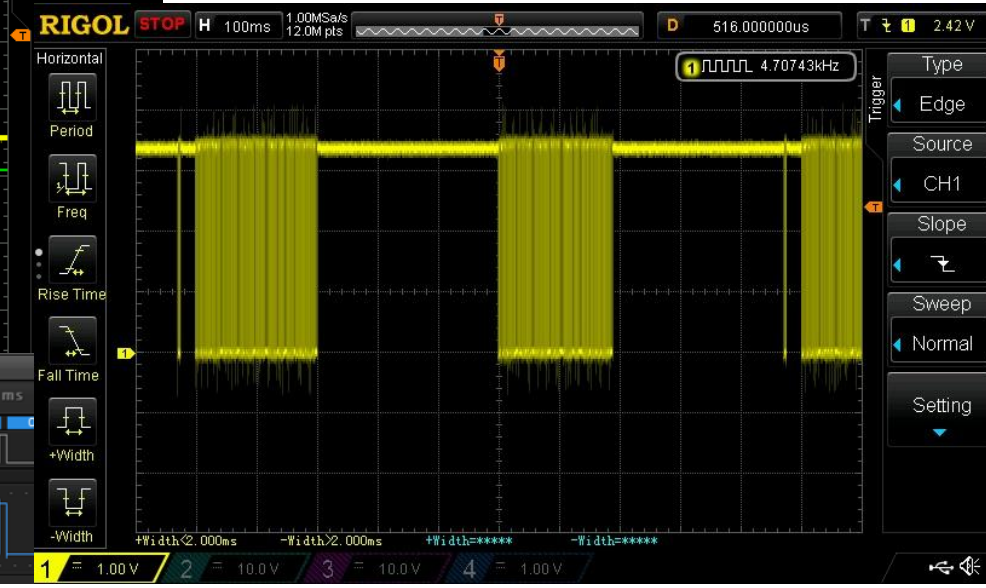 RIGOL STOP H 100ms 1.00MSa/s 12.0M pts D 516.000000us T 1 2.42 V
Horizontal
Period
Freq
Rise Time
Fall Time
+Width
-Width
ms
T
T
1 4.70743kHz
1
T
Trigger
Type
Edge
Source
CH1
Slope
Sweep
Normal
Setting
+Width<2.000ms -Width>2.000ms +Width=***** -Width=*****
1 = 1.00 V 2 = 10.0 V 3 = 10.0 V 4 = 1.00 V